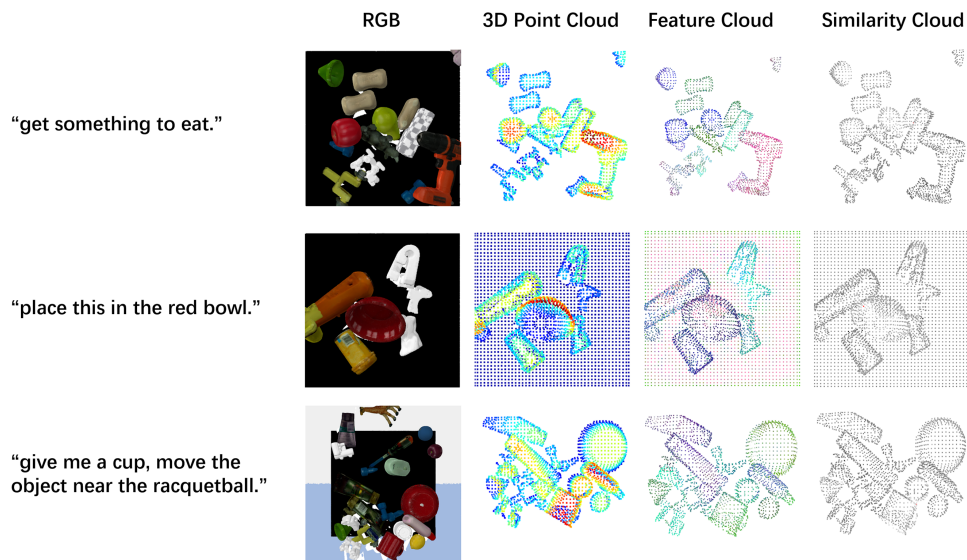 RGB
3D Point Cloud
Feature Cloud
Similarity Cloud
“get something to eat.”
“place this in the red bowl.”
“give me a cup, move the
object near the racquetball.”